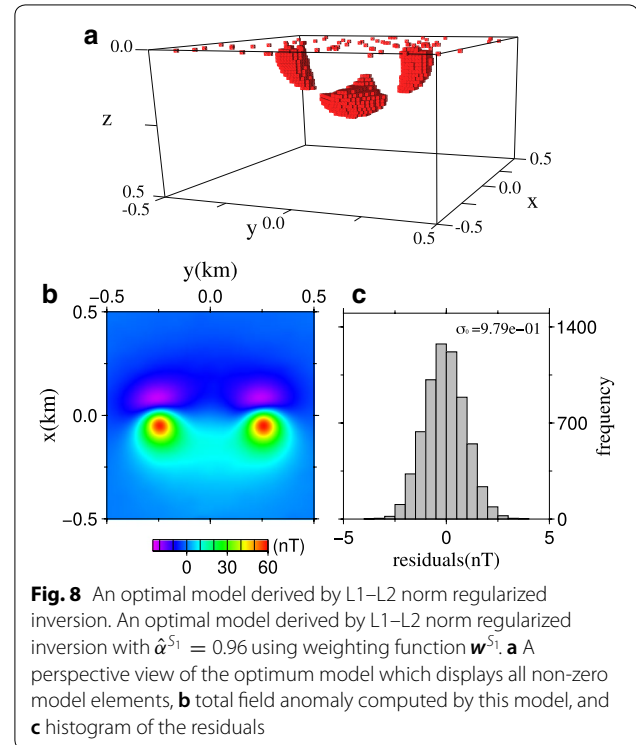 a
0.0
z
0.5
-0.5
y
0.0
0.5
-0.5
0.0
0.5
x
y(km)
b
−0.5
0.0
0.5
0.5
0.0
−0.5
x(km)
0
30
60
(nT)
c
σ₀=9.79e−01
1400
700
0
frequency
−5
0
5
residuals(nT)
Fig. 8 An optimal model derived by L1–L2 norm regularized
inversion. An optimal model derived by L1–L2 norm regularized
inversion with α̂^S₁ = 0.96 using weighting function w^S₁. a A
perspective view of the optimum model which displays all non-zero
model elements, b total field anomaly computed by this model, and
c histogram of the residuals